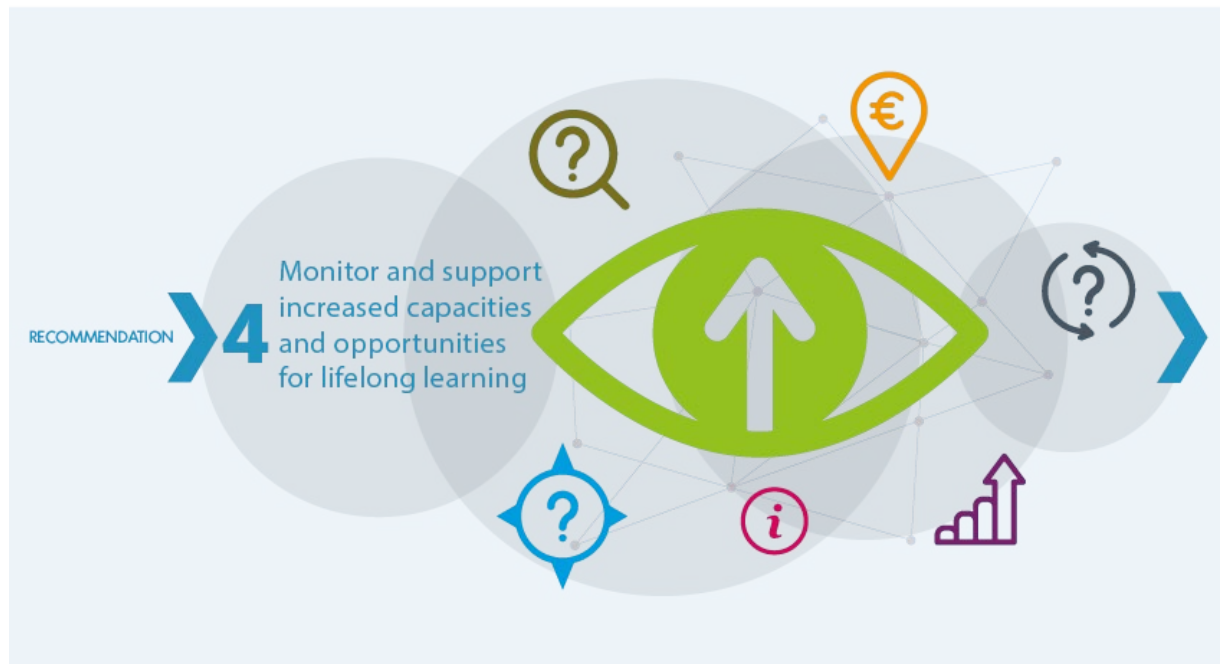 RECOMMENDATION
4
Monitor and support
increased capacities
and opportunities
for lifelong learning
?
€
?
?
i